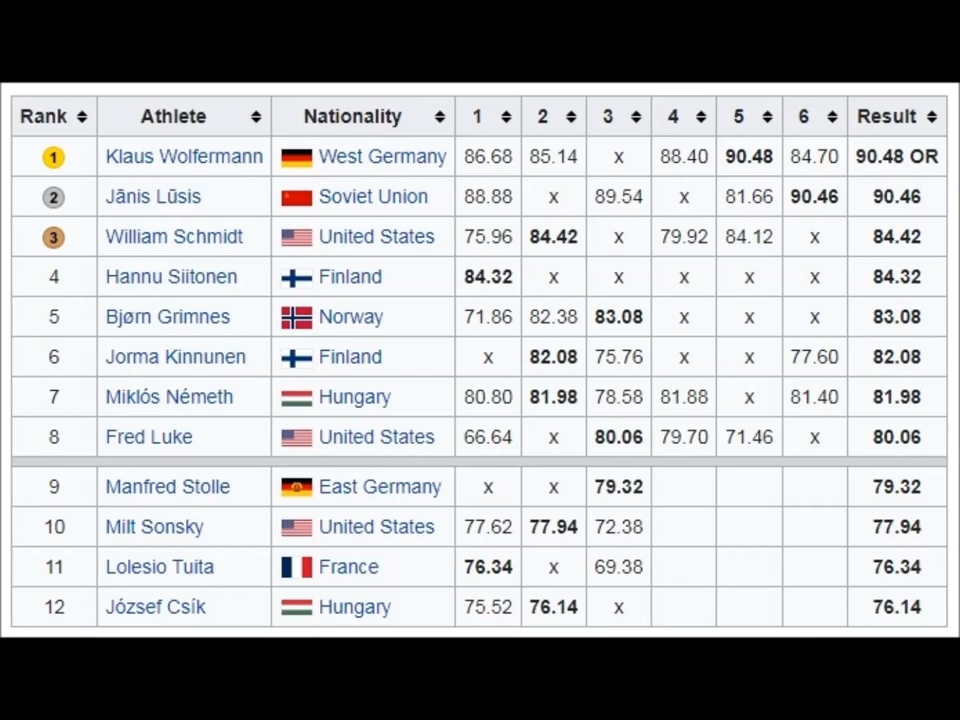 Rank Athlete Nationality 1 2 3 4 5 6 Result
1 Klaus Wolfermann West Germany 86.68 85.14 x 88.40 90.48 84.70 90.48 OR
2 Jānis Lūsis Soviet Union 88.88 x 89.54 x 81.66 90.46 90.46
3 William Schmidt United States 75.96 84.42 x 79.92 84.12 x 84.42
4 Hannu Siitonen Finland 84.32 x x x x x 84.32
5 Bjørn Grimnes Norway 71.86 82.38 83.08 x x x 83.08
6 Jorma Kinnunen Finland x 82.08 75.76 x x 77.60 82.08
7 Miklós Németh Hungary 80.80 81.98 78.58 81.88 x 81.40 81.98
8 Fred Luke United States 66.64 x 80.06 79.70 71.46 x 80.06
9 Manfred Stolle East Germany x x 79.32 79.32
10 Milt Sonsky United States 77.62 77.94 72.38 77.94
11 Lolesio Tuita France 76.34 x 69.38 76.34
12 József Csík Hungary 75.52 76.14 x 76.14